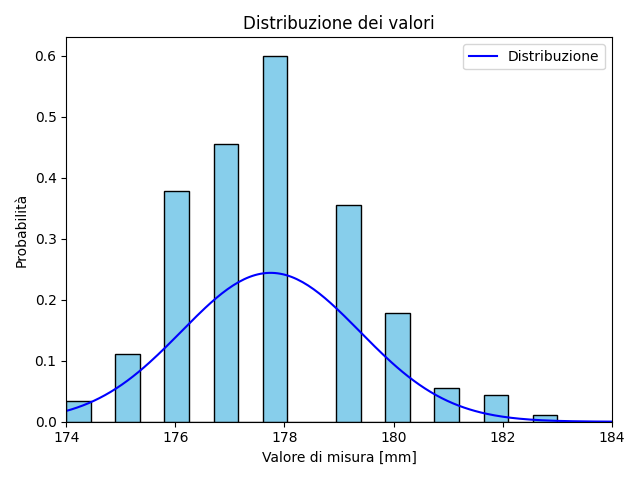 Distribuzione dei valori
Distribuzione
0.6
0.5
0.4
0.3
0.2
0.1
0.0
Probabilità
174 176 178 180 182 184
Valore di misura [mm]